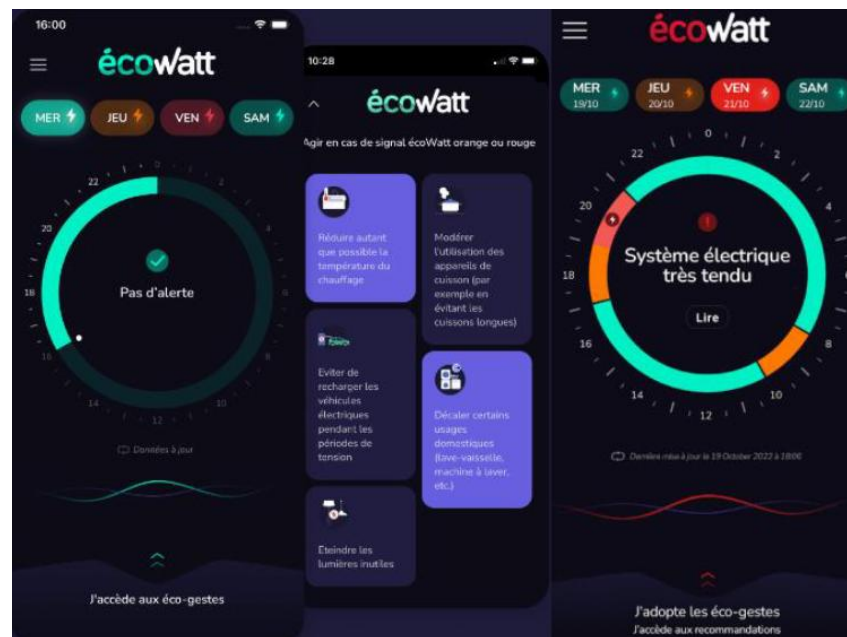 16:00
écoWatt
MER
JEU
VEN
SAM
0
2
4
6
8
10
12
14
16
18
20
22
Pas d'alerte
Données à jour
J'accède aux éco-gestes
10:28
écoWatt
Agir en cas de signal écoWatt orange ou rouge
Réduire autant
que possible la
température du
chauffage
Modérer
l'utilisation des
appareils de
cuisson (par
exemple en
évitant les
cuissons longues)
Eviter de
recharger les
véhicules
électriques
pendant les
périodes de
tension
Décaler certains
usages
domestiques
(lave-vaisselle,
machine à laver,
etc.)
Eteindre les
lumières inutiles
écoWatt
MER
19/10
JEU
20/10
VEN
21/10
SAM
22/10
0
2
4
8
10
12
14
16
18
20
22
Système électrique
très tendu
Lire
Dernière mise à jour le 19 October 2022 à 18:06
J'adopte les éco-gestes
J'accède aux recommandations